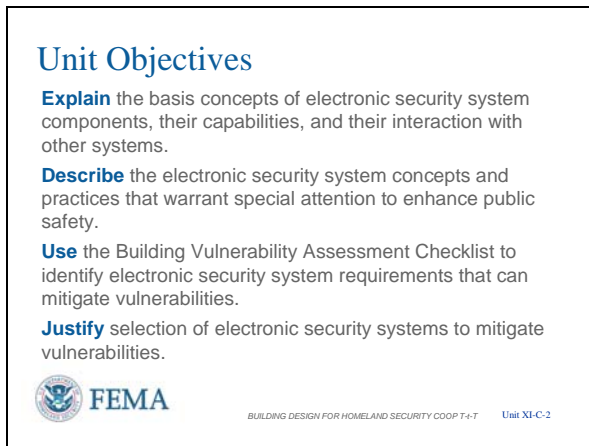 Unit Objectives
Explain the basis concepts of electronic security system
components, their capabilities, and their interaction with
other systems.
Describe the electronic security system concepts and
practices that warrant special attention to enhance public
safety.
Use the Building Vulnerability Assessment Checklist to
identify electronic security system requirements that can
mitigate vulnerabilities.
Justify selection of electronic security systems to mitigate
vulnerabilities.
FEMA
BUILDING DESIGN FOR HOMELAND SECURITY COOP T-t-T Unit XI-C-2